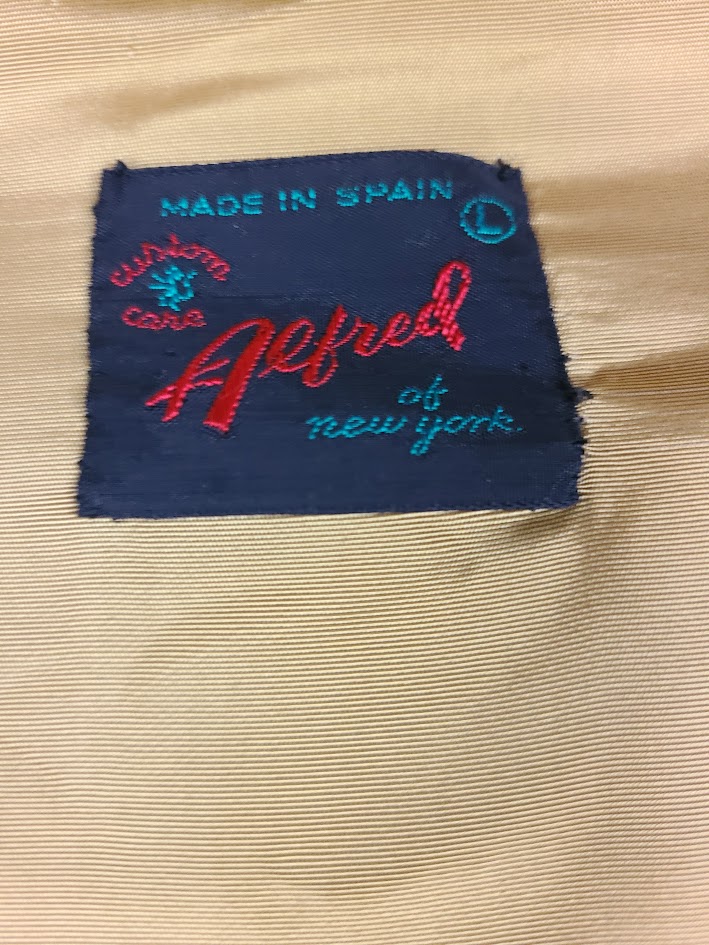 MADE IN SPAIN
L
custom
care
Alfred
of
new york.